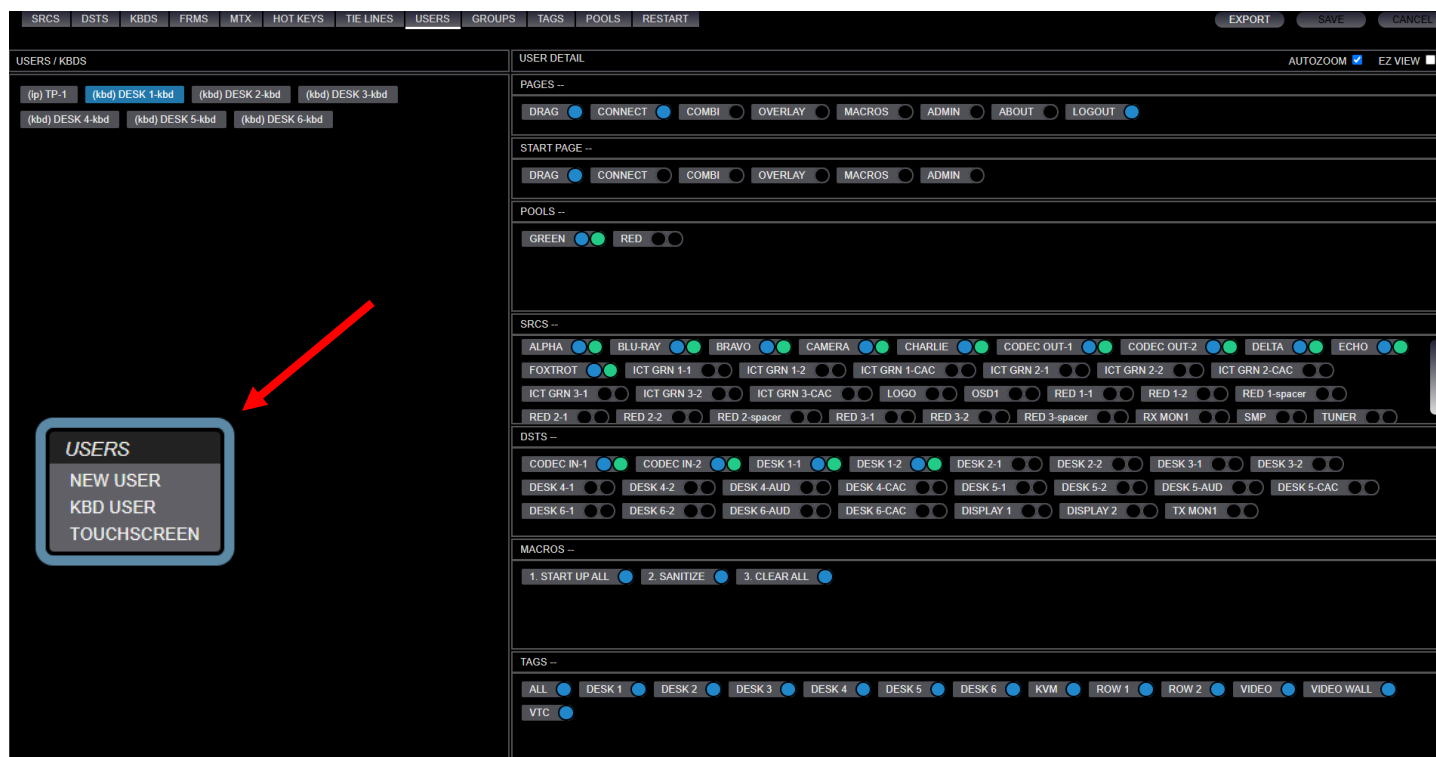 SRCS DSTS KBDS FRMS MTX HOT KEYS TIE LINES USERS GROUPS TAGS POOLS RESTART EXPORT SAVE CANCEL
USERS / KBDS
(ip) TP-1 (kbd) DESK 1-kbd (kbd) DESK 2-kbd (kbd) DESK 3-kbd
(kbd) DESK 4-kbd (kbd) DESK 5-kbd (kbd) DESK 6-kbd
USERS
NEW USER
KBD USER
TOUCHSCREEN
USER DETAIL AUTOZOOM EZ VIEW
PAGES --
DRAG CONNECT COMBI OVERLAY MACROS ADMIN ABOUT LOGOUT
START PAGE --
DRAG CONNECT COMBI OVERLAY MACROS ADMIN
POOLS --
GREEN RED
SRCS --
ALPHA BLU-RAY BRAVO CAMERA CHARLIE CODEC OUT-1 CODEC OUT-2 DELTA ECHO
FOXTROT ICT GRN 1-1 ICT GRN 1-2 ICT GRN 1-CAC ICT GRN 2-1 ICT GRN 2-2 ICT GRN 2-CAC
ICT GRN 3-1 ICT GRN 3-2 ICT GRN 3-CAC LOGO OSD1 RED 1-1 RED 1-2 RED 1-spacer
RED 2-1 RED 2-2 RED 2-spacer RED 3-1 RED 3-2 RED 3-spacer RX MON1 SMP TUNER
DSTS --
CODEC IN-1 CODEC IN-2 DESK 1-1 DESK 1-2 DESK 2-1 DESK 2-2 DESK 3-1 DESK 3-2
DESK 4-1 DESK 4-2 DESK 4-AUD DESK 4-CAC DESK 5-1 DESK 5-2 DESK 5-AUD DESK 5-CAC
DESK 6-1 DESK 6-2 DESK 6-AUD DESK 6-CAC DISPLAY 1 DISPLAY 2 TX MON1
MACROS --
1. START UP ALL 2. SANITIZE 3. CLEAR ALL
TAGS --
ALL DESK 1 DESK 2 DESK 3 DESK 4 DESK 5 DESK 6 KVM ROW 1 ROW 2 VIDEO VIDEO WALL
VTC